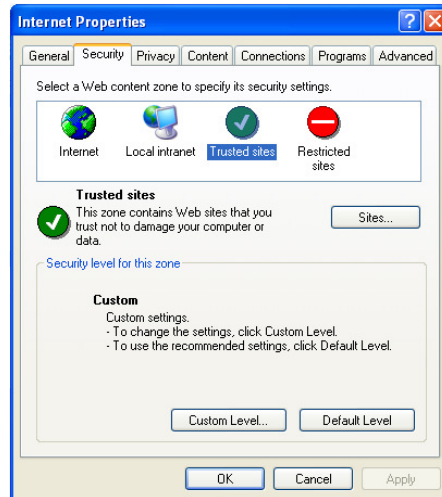 Internet Properties
General Security Privacy Content Connections Programs Advanced
Select a Web content zone to specify its security settings.
Internet Local intranet Trusted sites Restricted
sites
Trusted sites
This zone contains Web sites that you
trust not to damage your computer or
data.
Sites...
Security level for this zone
Custom
Custom settings.
- To change the settings, click Custom Level.
- To use the recommended settings, click Default Level.
Custom Level... Default Level
OK Cancel Apply